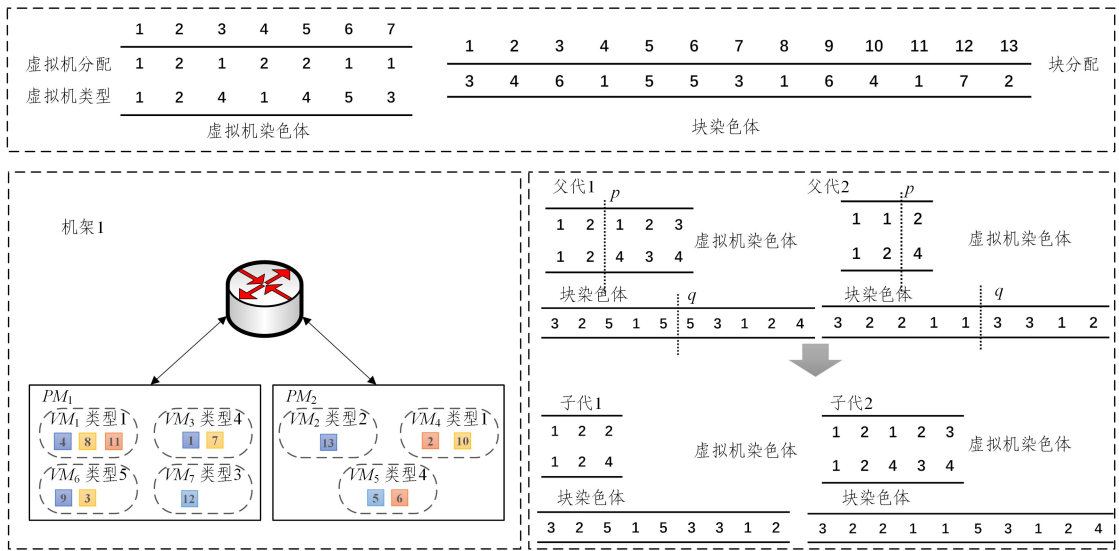 1 2 3 4 5 6 7
虚拟机分配 1 2 1 2 2 1 1
虚拟机类型 1 2 4 1 4 5 3
虚拟机染色体
1 2 3 4 5 6 7 8 9 10 11 12 13
3 4 6 1 5 5 3 1 6 4 1 7 2
块分配
块染色体
机架1
PM1
VM1 类型1
4 8 11
VM3 类型4
1 7
VM6 类型5
9 3
VM7 类型3
12
PM2
VM2 类型2
13
VM4 类型1
2 10
VM5 类型4
5 6
父代1 p
1 2 1 2 3
1 2 4 3 4
虚拟机染色体
块染色体 q
3 2 5 1 5 5 3 1 2 4
父代2 p
1 1 2
1 2 4
虚拟机染色体
块染色体 q
3 2 2 1 1 3 3 1 2
子代1
1 2 2
1 2 4
虚拟机染色体
块染色体
3 2 5 1 5 3 3 1 2
子代2
1 2 1 2 3
1 2 4 3 4
虚拟机染色体
块染色体
3 2 2 1 1 5 3 1 2 4